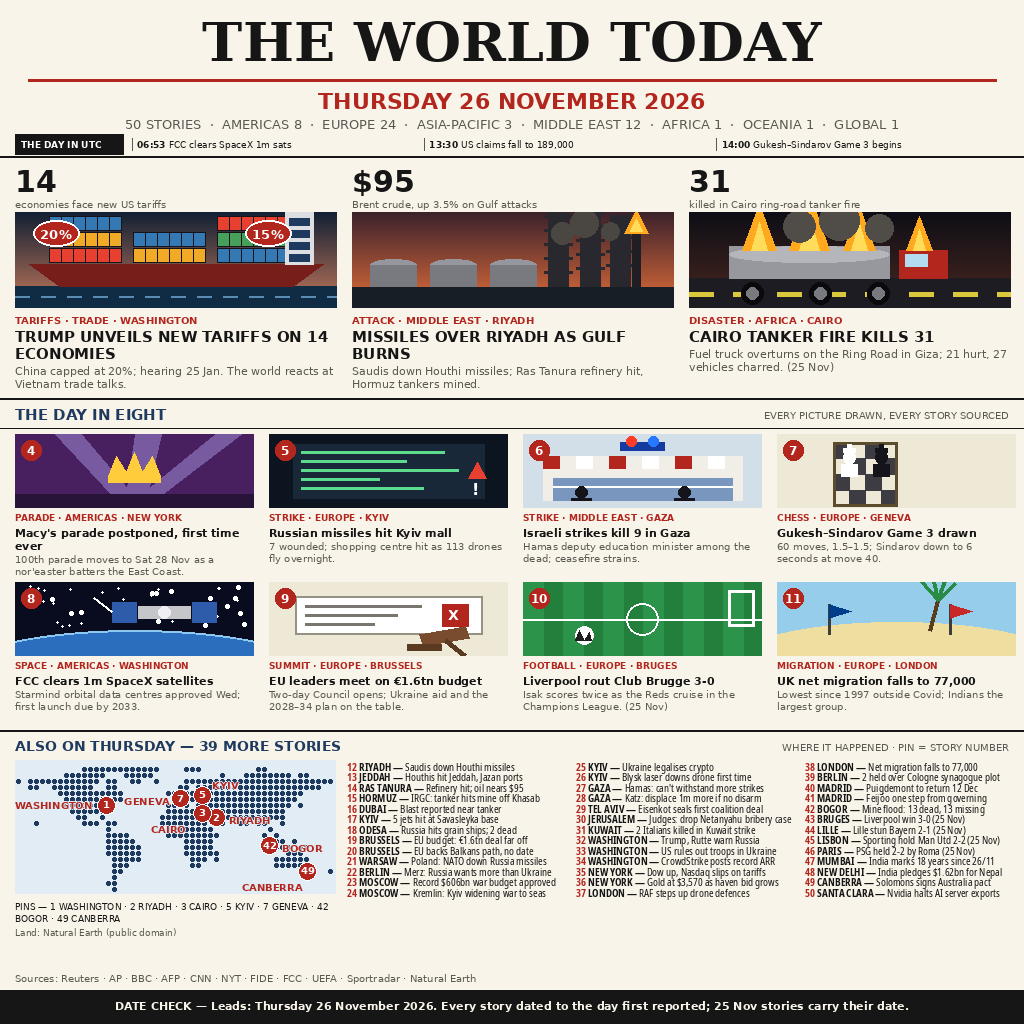 THE WORLD TODAY
THURSDAY 26 NOVEMBER 2026
50 STORIES · AMERICAS 8 · EUROPE 24 · ASIA-PACIFIC 3 · MIDDLE EAST 12 · AFRICA 1 · OCEANIA 1 · GLOBAL 1
THE DAY IN UTC
06:53 FCC clears SpaceX 1m sats
13:30 US claims fall to 189,000
14:00 Gukesh–Sindarov Game 3 begins
14
economies face new US tariffs
20%
15%
TARIFFS · TRADE · WASHINGTON
TRUMP UNVEILS NEW TARIFFS ON 14
ECONOMIES
China capped at 20%; hearing 25 Jan. The world reacts at
Vietnam trade talks.
$95
Brent crude, up 3.5% on Gulf attacks
ATTACK · MIDDLE EAST · RIYADH
MISSILES OVER RIYADH AS GULF
BURNS
Saudis down Houthi missiles; Ras Tanura refinery hit,
Hormuz tankers mined.
31
killed in Cairo ring-road tanker fire
DISASTER · AFRICA · CAIRO
CAIRO TANKER FIRE KILLS 31
Fuel truck overturns on the Ring Road in Giza; 21 hurt, 27
vehicles charred. (25 Nov)
THE DAY IN EIGHT
EVERY PICTURE DRAWN, EVERY STORY SOURCED
4
PARADE · AMERICAS · NEW YORK
Macy's parade postponed, first time
ever
100th parade moves to Sat 28 Nov as a
nor'easter batters the East Coast.
5
!
STRIKE · EUROPE · KYIV
Russian missiles hit Kyiv mall
7 wounded; shopping centre hit as 113 drones
fly overnight.
6
STRIKE · MIDDLE EAST · GAZA
Israeli strikes kill 9 in Gaza
Hamas deputy education minister among the
dead; ceasefire strains.
7
CHESS · EUROPE · GENEVA
Gukesh–Sindarov Game 3 drawn
60 moves, 1.5–1.5; Sindarov down to 6
seconds at move 40.
8
SPACE · AMERICAS · WASHINGTON
FCC clears 1m SpaceX satellites
Starmind orbital data centres approved Wed;
first launch due by 2033.
9
X
SUMMIT · EUROPE · BRUSSELS
EU leaders meet on €1.6tn budget
Two-day Council opens; Ukraine aid and the
2028–34 plan on the table.
10
FOOTBALL · EUROPE · BRUGES
Liverpool rout Club Brugge 3-0
Isak scores twice as the Reds cruise in the
Champions League. (25 Nov)
11
MIGRATION · EUROPE · LONDON
UK net migration falls to 77,000
Lowest since 1997 outside Covid; Indians the
largest group.
ALSO ON THURSDAY — 39 MORE STORIES
WHERE IT HAPPENED · PIN = STORY NUMBER
WASHINGTON 1
GENEVA 7
5 KYIV
3
CAIRO
2 RIYADH
42 BOGOR
49
CANBERRA
PINS — 1 WASHINGTON · 2 RIYADH · 3 CAIRO · 5 KYIV · 7 GENEVA · 42
BOGOR · 49 CANBERRA
Land: Natural Earth (public domain)
12 RIYADH — Saudis down Houthi missiles
13 JEDDAH — Houthis hit Jeddah, Jazan ports
14 RAS TANURA — Refinery hit; oil nears $95
15 HORMUZ — IRGC: tanker hits mine off Khasab
16 DUBAI — Blast reported near tanker
17 KYIV — 5 jets hit at Savasleyka base
18 ODESA — Russia hits grain ships; 2 dead
19 BRUSSELS — EU budget: €1.6tn deal far off
20 BRUSSELS — EU backs Balkans path, no date
21 WARSAW — Poland: NATO down Russia missiles
22 BERLIN — Merz: Russia wants more than Ukraine
23 MOSCOW — Record $606bn war budget approved
24 MOSCOW — Kremlin: Kyiv widening war to seas
25 KYIV — Ukraine legalises crypto
26 KYIV — Blysk laser downs drone first time
27 GAZA — Hamas: can't withstand more strikes
28 GAZA — Katz: displace 1m more if no disarm
29 TEL AVIV — Eisenkot seals first coalition deal
30 JERUSALEM — Judges: drop Netanyahu bribery case
31 KUWAIT — 2 Italians killed in Kuwait strike
32 WASHINGTON — Trump, Rutte warn Russia
33 WASHINGTON — US rules out troops in Ukraine
34 WASHINGTON — CrowdStrike posts record ARR
35 NEW YORK — Dow up, Nasdaq slips on tariffs
36 NEW YORK — Gold at $3,570 as haven bid grows
37 LONDON — RAF steps up drone defences
38 LONDON — Net migration falls to 77,000
39 BERLIN — 2 held over Cologne synagogue plot
40 MADRID — Puigdemont to return 12 Dec
41 MADRID — Feijoo one step from governing
42 BOGOR — Mine flood: 13 dead, 13 missing
43 BRUGES — Liverpool win 3-0 (25 Nov)
44 LILLE — Lille stun Bayern 2-1 (25 Nov)
45 LISBON — Sporting hold Man Utd 2-2 (25 Nov)
46 PARIS — PSG held 2-2 by Roma (25 Nov)
47 MUMBAI — India marks 18 years since 26/11
48 NEW DELHI — India pledges $1.62bn for Nepal
49 CANBERRA — Solomons signs Australia pact
50 SANTA CLARA — Nvidia halts AI server exports
Sources: Reuters · AP · BBC · AFP · CNN · NYT · FIDE · FCC · UEFA · Sportradar · Natural Earth
DATE CHECK — Leads: Thursday 26 November 2026. Every story dated to the day first reported; 25 Nov stories carry their date.